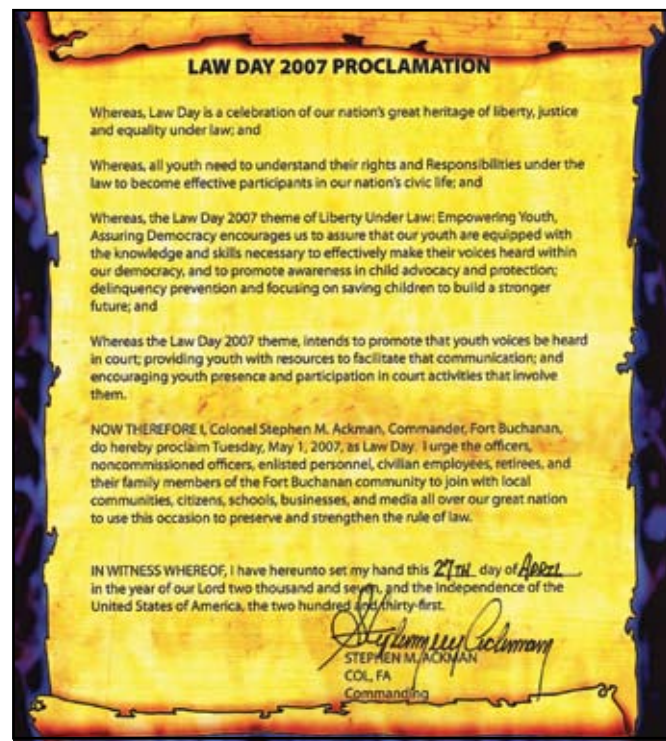 LAW DAY 2007 PROCLAMATION
Whereas, Law Day is a celebration of our nation's great heritage of liberty, justice
and equality under law; and
Whereas, all youth need to understand their rights and Responsibilities under the
law to become effective participants in our nation's civic life; and
Whereas, the Law Day 2007 theme of Liberty Under Law: Empowering Youth,
Assuring Democracy encourages us to assure that our youth are equipped with
the knowledge and skills necessary to effectively make their voices heard within
our democracy, and to promote awareness in child advocacy and protection;
delinquency prevention and focusing on saving children to build a stronger
future; and
Whereas the Law Day 2007 theme, intends to promote that youth voices be heard
in court; providing youth with resources to facilitate that communication; and
encouraging youth presence and participation in court activities that involve
them.
NOW THEREFORE I, Colonel Stephen M. Ackman, Commander, Fort Buchanan,
do hereby proclaim Tuesday, May 1, 2007, as Law Day. I urge the officers,
noncommissioned officers, enlisted personnel, civilian employees, retirees, and
their family members of the Fort Buchanan community to join with local
communities, citizens, schools, businesses, and media all over our great nation
to use this occasion to preserve and strengthen the rule of law.
IN WITNESS WHEREOF, I have hereunto set my hand this 27TH day of APRIL
in the year of our Lord two thousand and seven, and the Independence of the
United States of America, the two hundred and thirty-first.
STEPHEN M. ACKMAN
COL, FA
Commanding